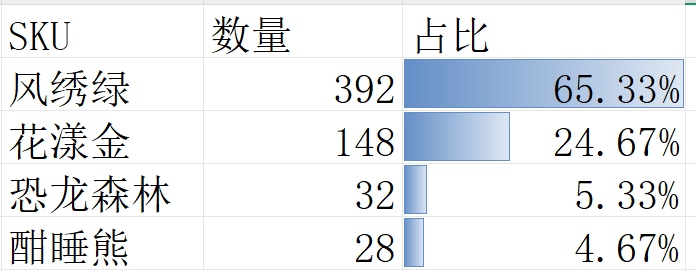 SKU 数量 占比
风绣绿 392 65.33%
花漾金 148 24.67%
恐龙森林 32 5.33%
酣睡熊 28 4.67%